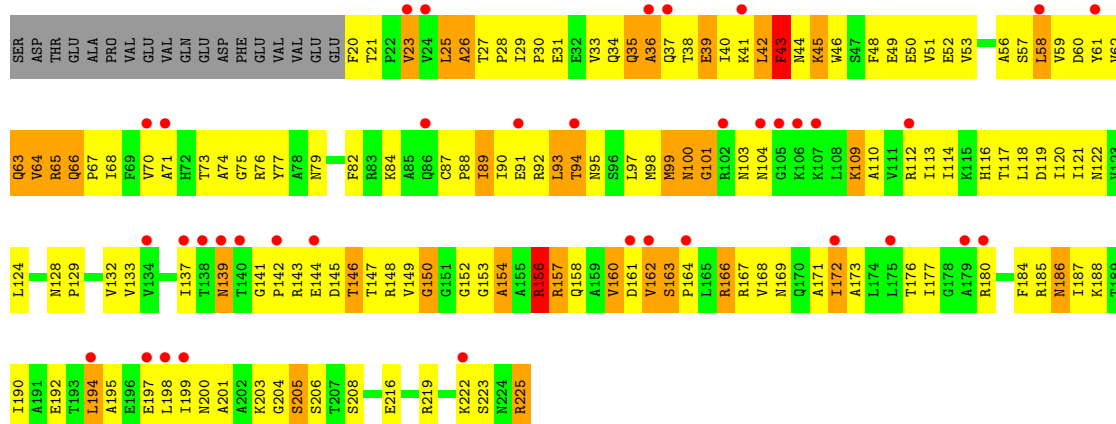 SER ASP THR GLU ALA PRO VAL GLU VAL GLN GLU ASP PHE GLU VAL VAL GLU GLU F20 T21 P22 V23 V24 L25 A26 T27 P28 I29 P30 E31 E32 V33 Q34 Q35 A36 Q37 T38 E39 I40 K41 L42 F43 N44 K45 W46 S47 F48 E49 E50 V51 E52 V53 A56 S57 L58 V59 D60 Y61 V62
Q63 V64 R65 Q66 P67 I68 F69 V70 A71 H72 T73 A74 G75 R76 Y77 A78 N79 F82 R83 K84 A85 Q86 C87 P88 I89 I90 E91 R92 L93 T94 N95 S96 L97 M98 M99 N100 G101 R102 N103 N104 G105 K106 K107 L108 K109 A110 V111 R112 I113 I114 K115 H116 T117 L118 D119 I120 I121 N122 V123
L124 N128 P129 V132 V133 V134 I137 T138 N139 T140 G141 P142 R143 E144 D145 T146 T147 R148 V149 G150 G151 G152 G153 A154 A155 R156 R157 Q158 A159 V160 D161 V162 S163 P164 L165 R166 R167 V168 N169 Q170 A171 I172 A173 L174 L175 T176 I177 G178 A179 R180 F184 R185 N186 I187 K188 T189
I190 A191 E192 T193 L194 A195 E196 E197 L198 I199 N200 A201 A202 K203 G204 S205 S206 T207 S208 E216 R219 K222 S223 N224 R225